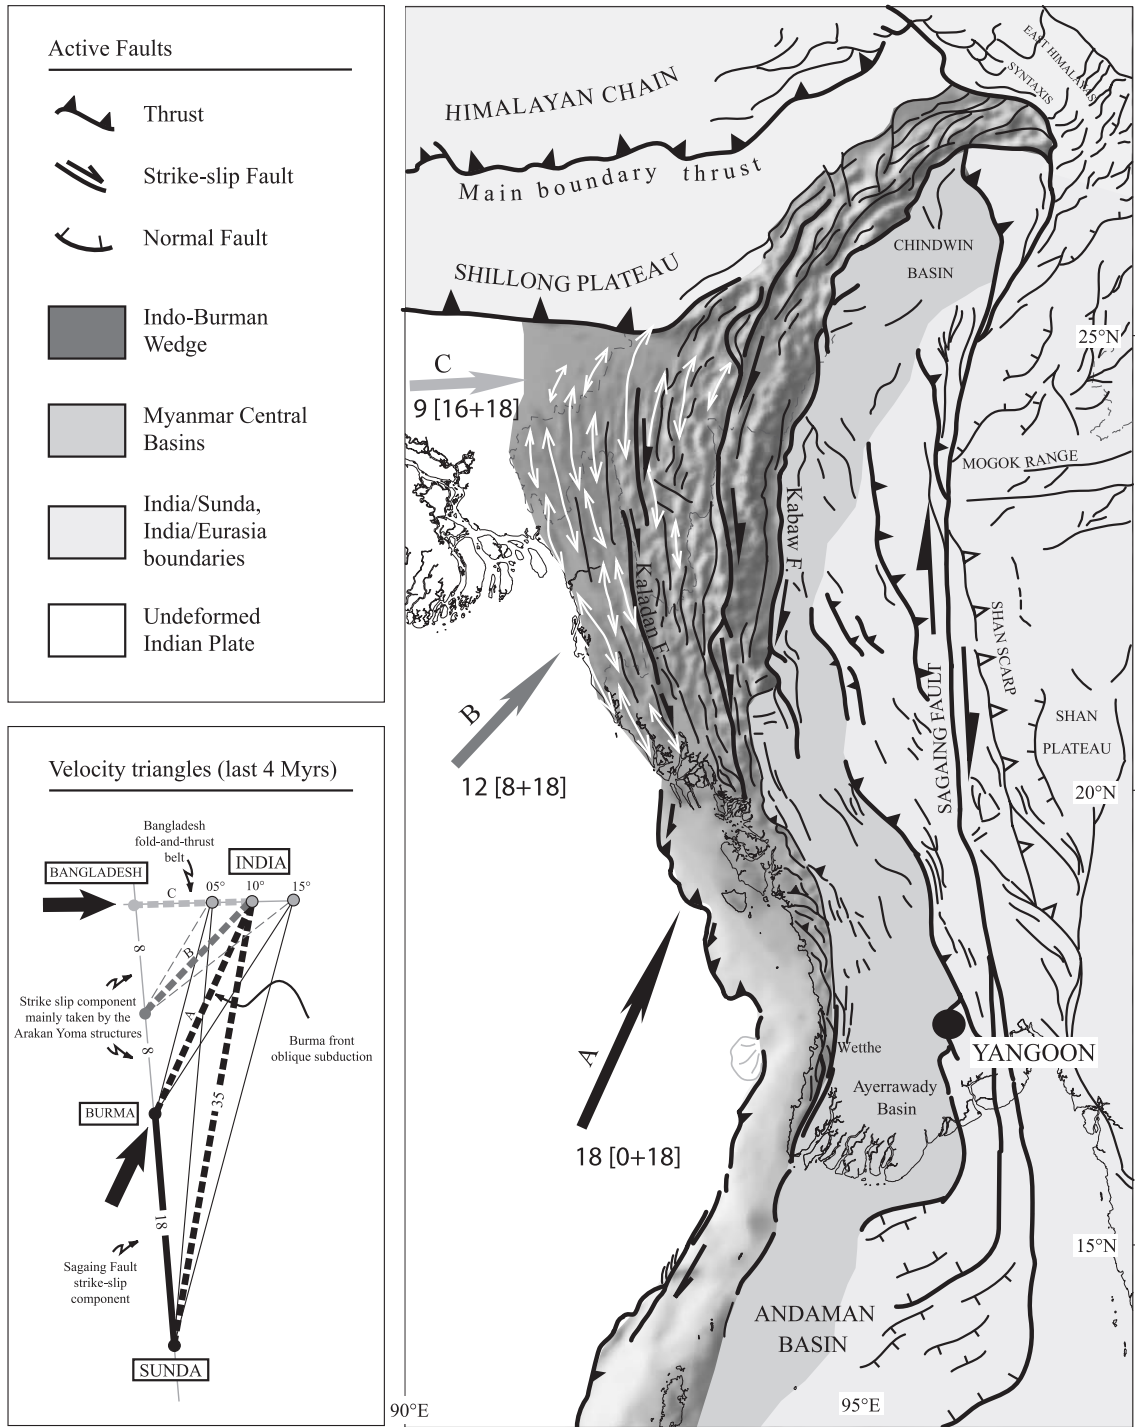 Active Faults
Thrust
Strike-slip Fault
Normal Fault
Indo-Burman
Wedge
Myanmar Central
Basins
India/Sunda,
India/Eurasia
boundaries
Undeformed
Indian Plate
Velocity triangles (last 4 Myrs)
Bangladesh
fold-and-thrust
belt
BANGLADESH
INDIA
C
05°
10°
15°
8
B
Strike slip component
mainly taken by the
Arakan Yoma structures
A
8
Burma front
oblique subduction
35
BURMA
18
Sagaing Fault
strike-slip
component
SUNDA
HIMALAYAN CHAIN
EAST HIMALAYAS
SYNTAXIS
Main boundary thrust
CHINDWIN
BASIN
SHILLONG PLATEAU
25°N
C
9 [16+18]
MOGOK RANGE
Kabaw F.
Kaladan F.
SHAN SCARP
SAGAING FAULT
SHAN
PLATEAU
B
12 [8+18]
20°N
A
18 [0+18]
Wetthe
YANGOON
Ayerrawady
Basin
15°N
ANDAMAN
BASIN
90°E
95°E